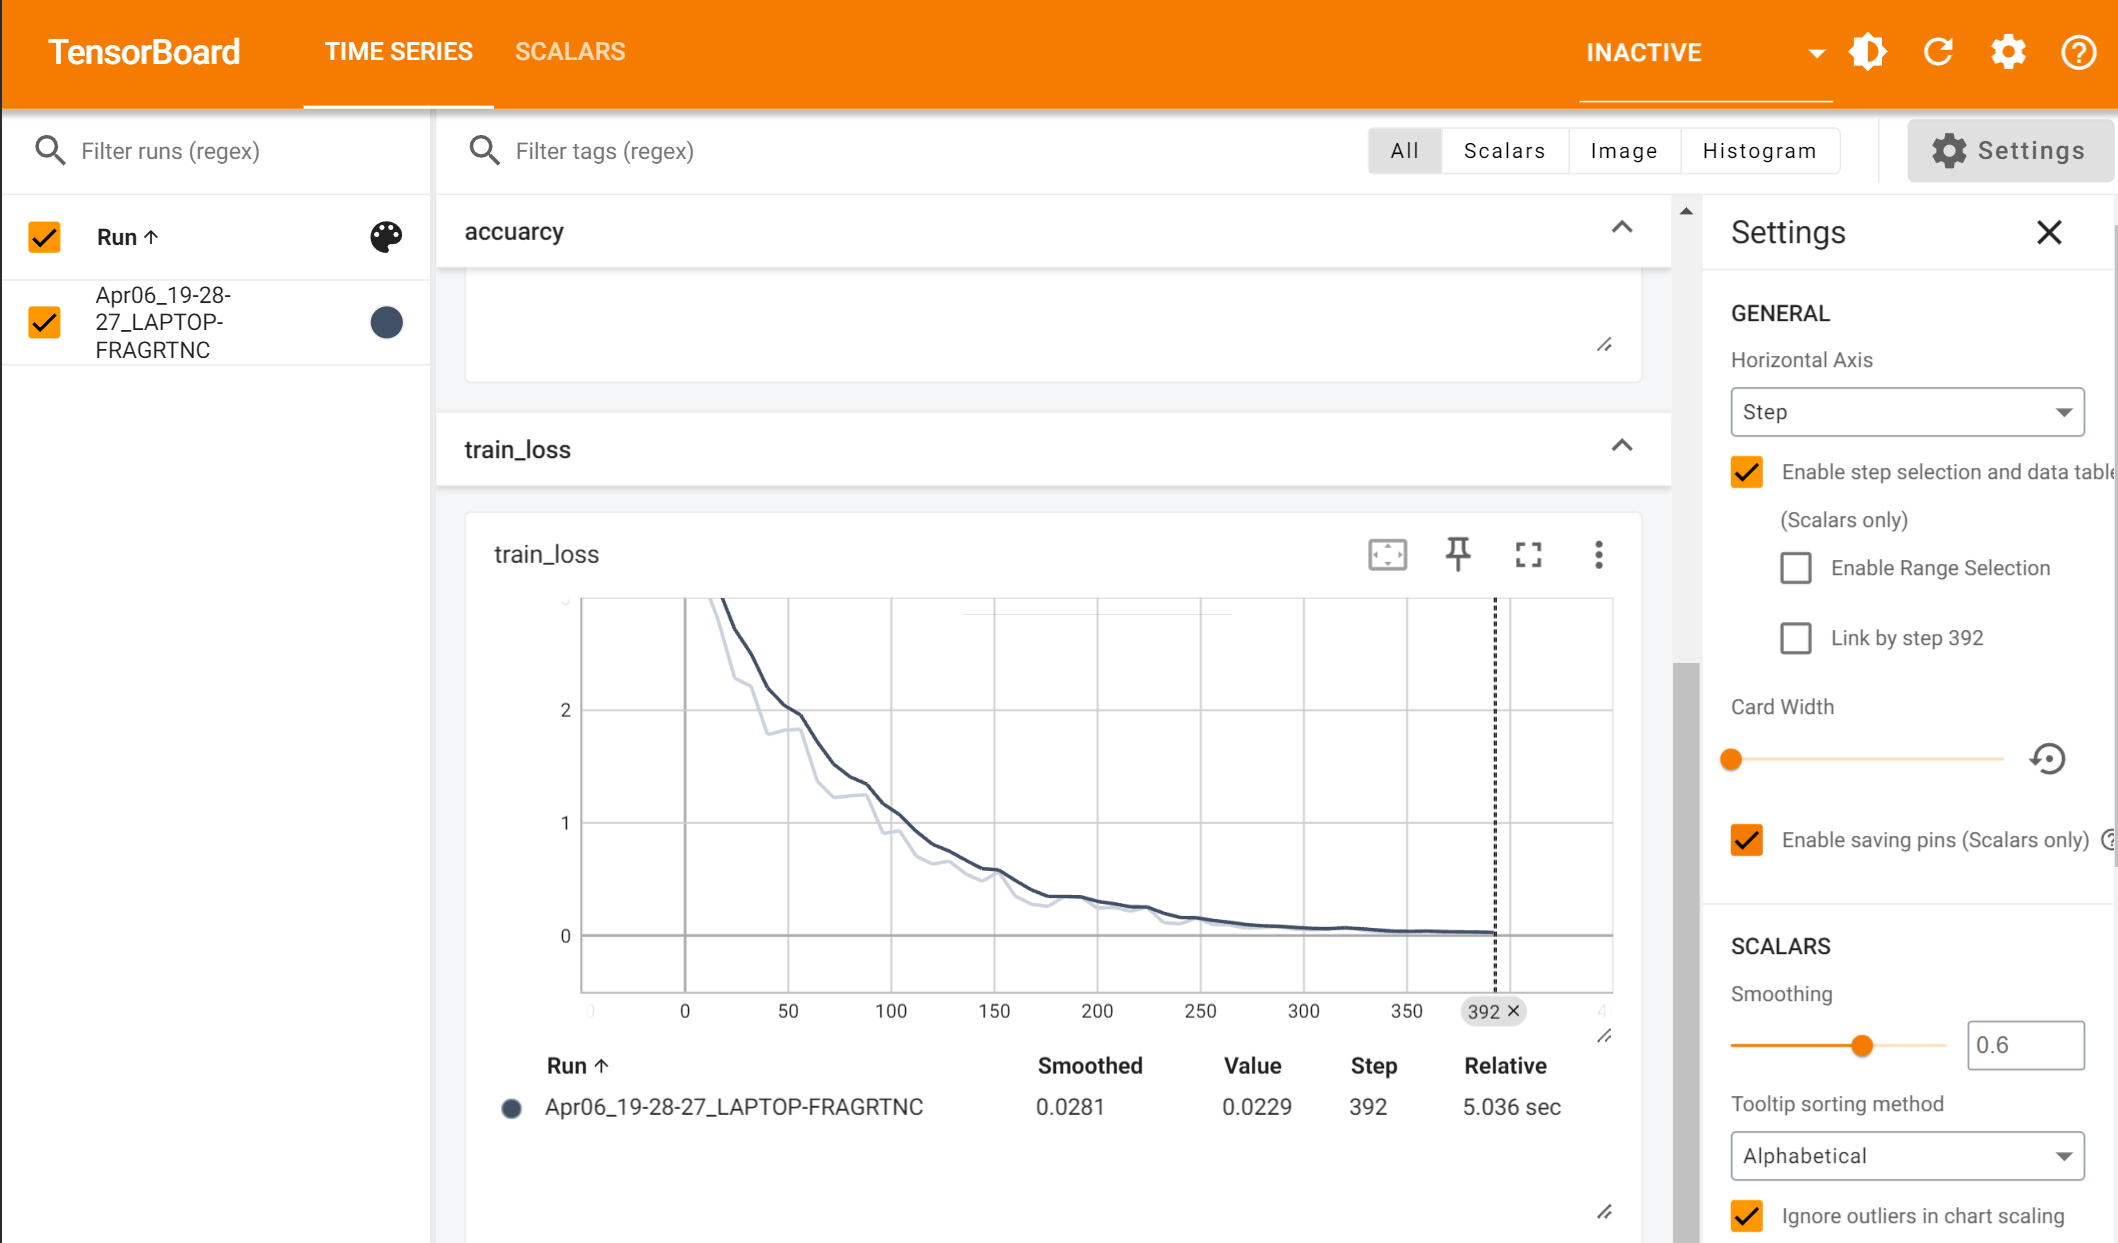 TensorBoard TIME SERIES SCALARS INACTIVE
Filter runs (regex)
Filter tags (regex) All Scalars Image Histogram Settings
Run
Apr06_19-28-
27_LAPTOP-
FRAGRTNC
accuarcy
train_loss
train_loss
2
1
0
0 50 100 150 200 250 300 350 392
Run Smoothed Value Step Relative
Apr06_19-28-27_LAPTOP-FRAGRTNC 0.0281 0.0229 392 5.036 sec
Settings
GENERAL
Horizontal Axis
Step
Enable step selection and data table
(Scalars only)
Enable Range Selection
Link by step 392
Card Width
Enable saving pins (Scalars only)
SCALARS
Smoothing
0.6
Tooltip sorting method
Alphabetical
Ignore outliers in chart scaling